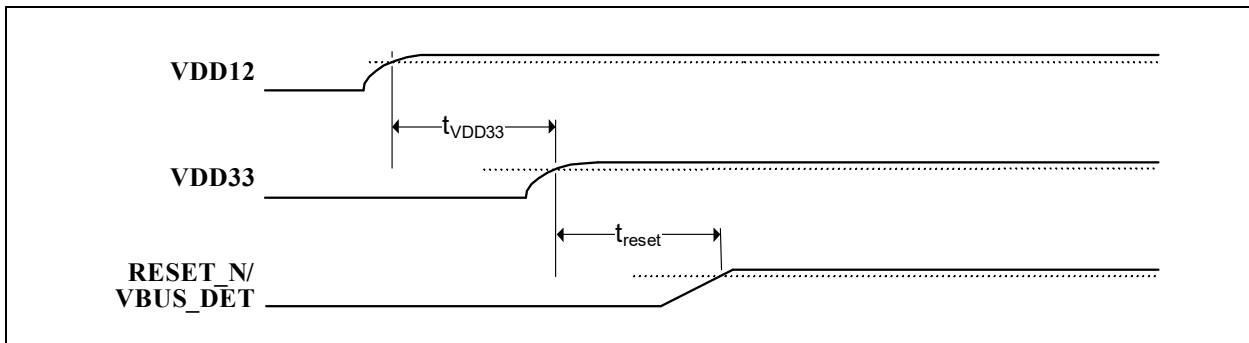 VDD12
tVDD33
VDD33
treset
RESET_N/
VBUS_DET